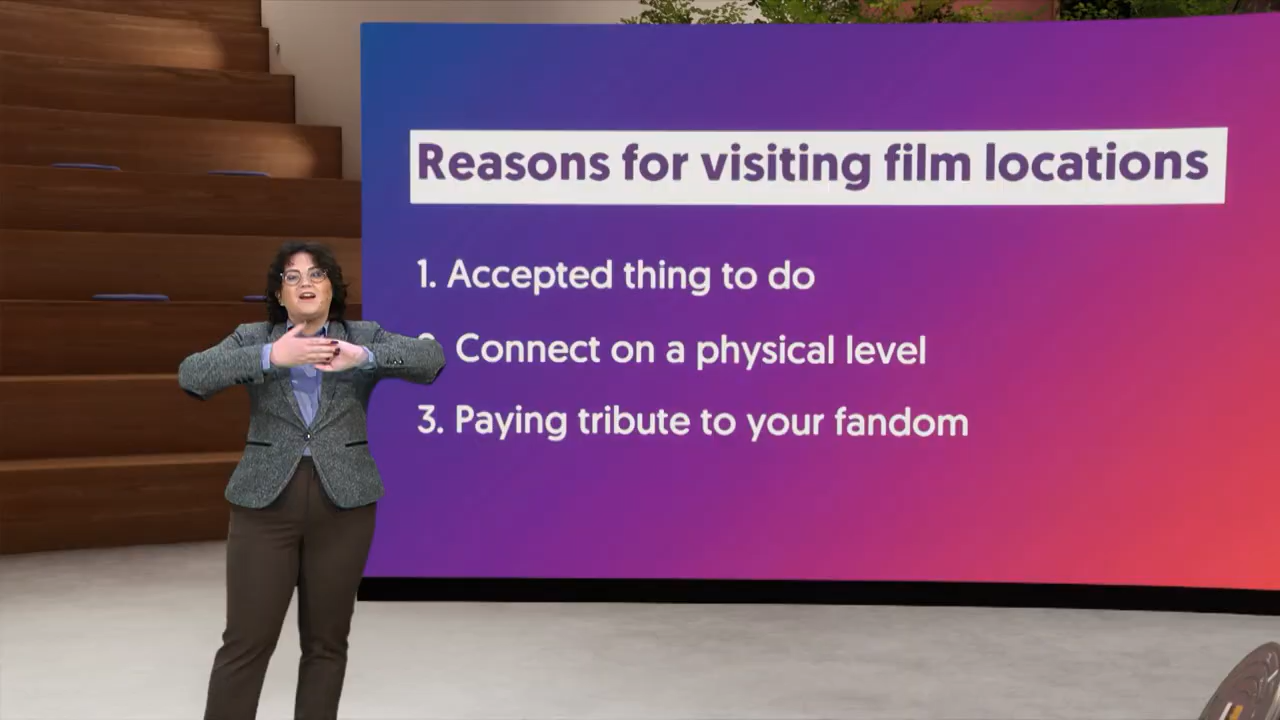 Reasons for visiting film locations
1. Accepted thing to do
Connect on a physical level
3. Paying tribute to your fandom